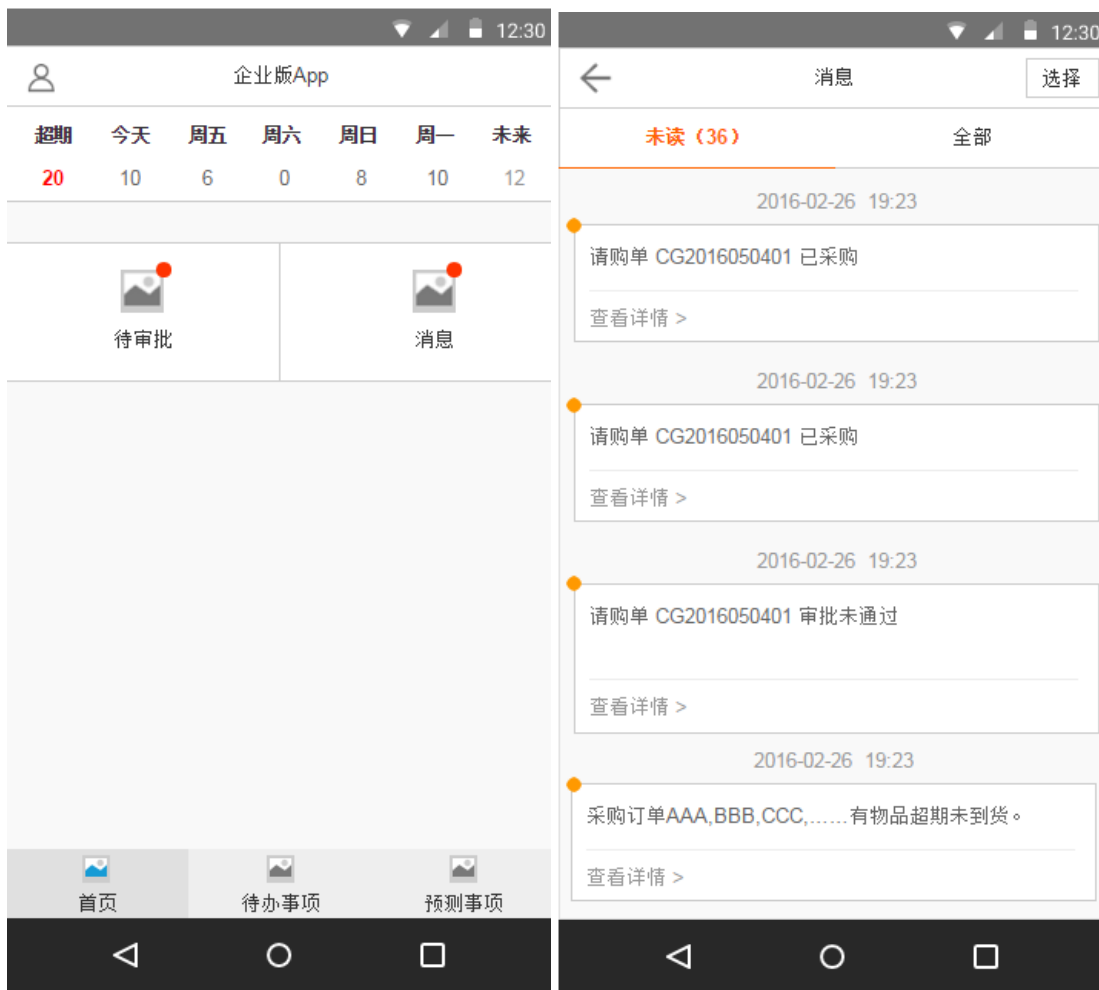 12:30
企业版App
超期 今天 周五 周六 周日 周一 未来
20 10 6 0 8 10 12
待审批 消息
首页 待办事项 预测事项
12:30
消息 选择
未读（36） 全部
2016-02-26 19:23
请购单 CG2016050401 已采购
查看详情 >
2016-02-26 19:23
请购单 CG2016050401 已采购
查看详情 >
2016-02-26 19:23
请购单 CG2016050401 审批未通过
查看详情 >
2016-02-26 19:23
采购订单AAA,BBB,CCC,……有物品超期未到货。
查看详情 >